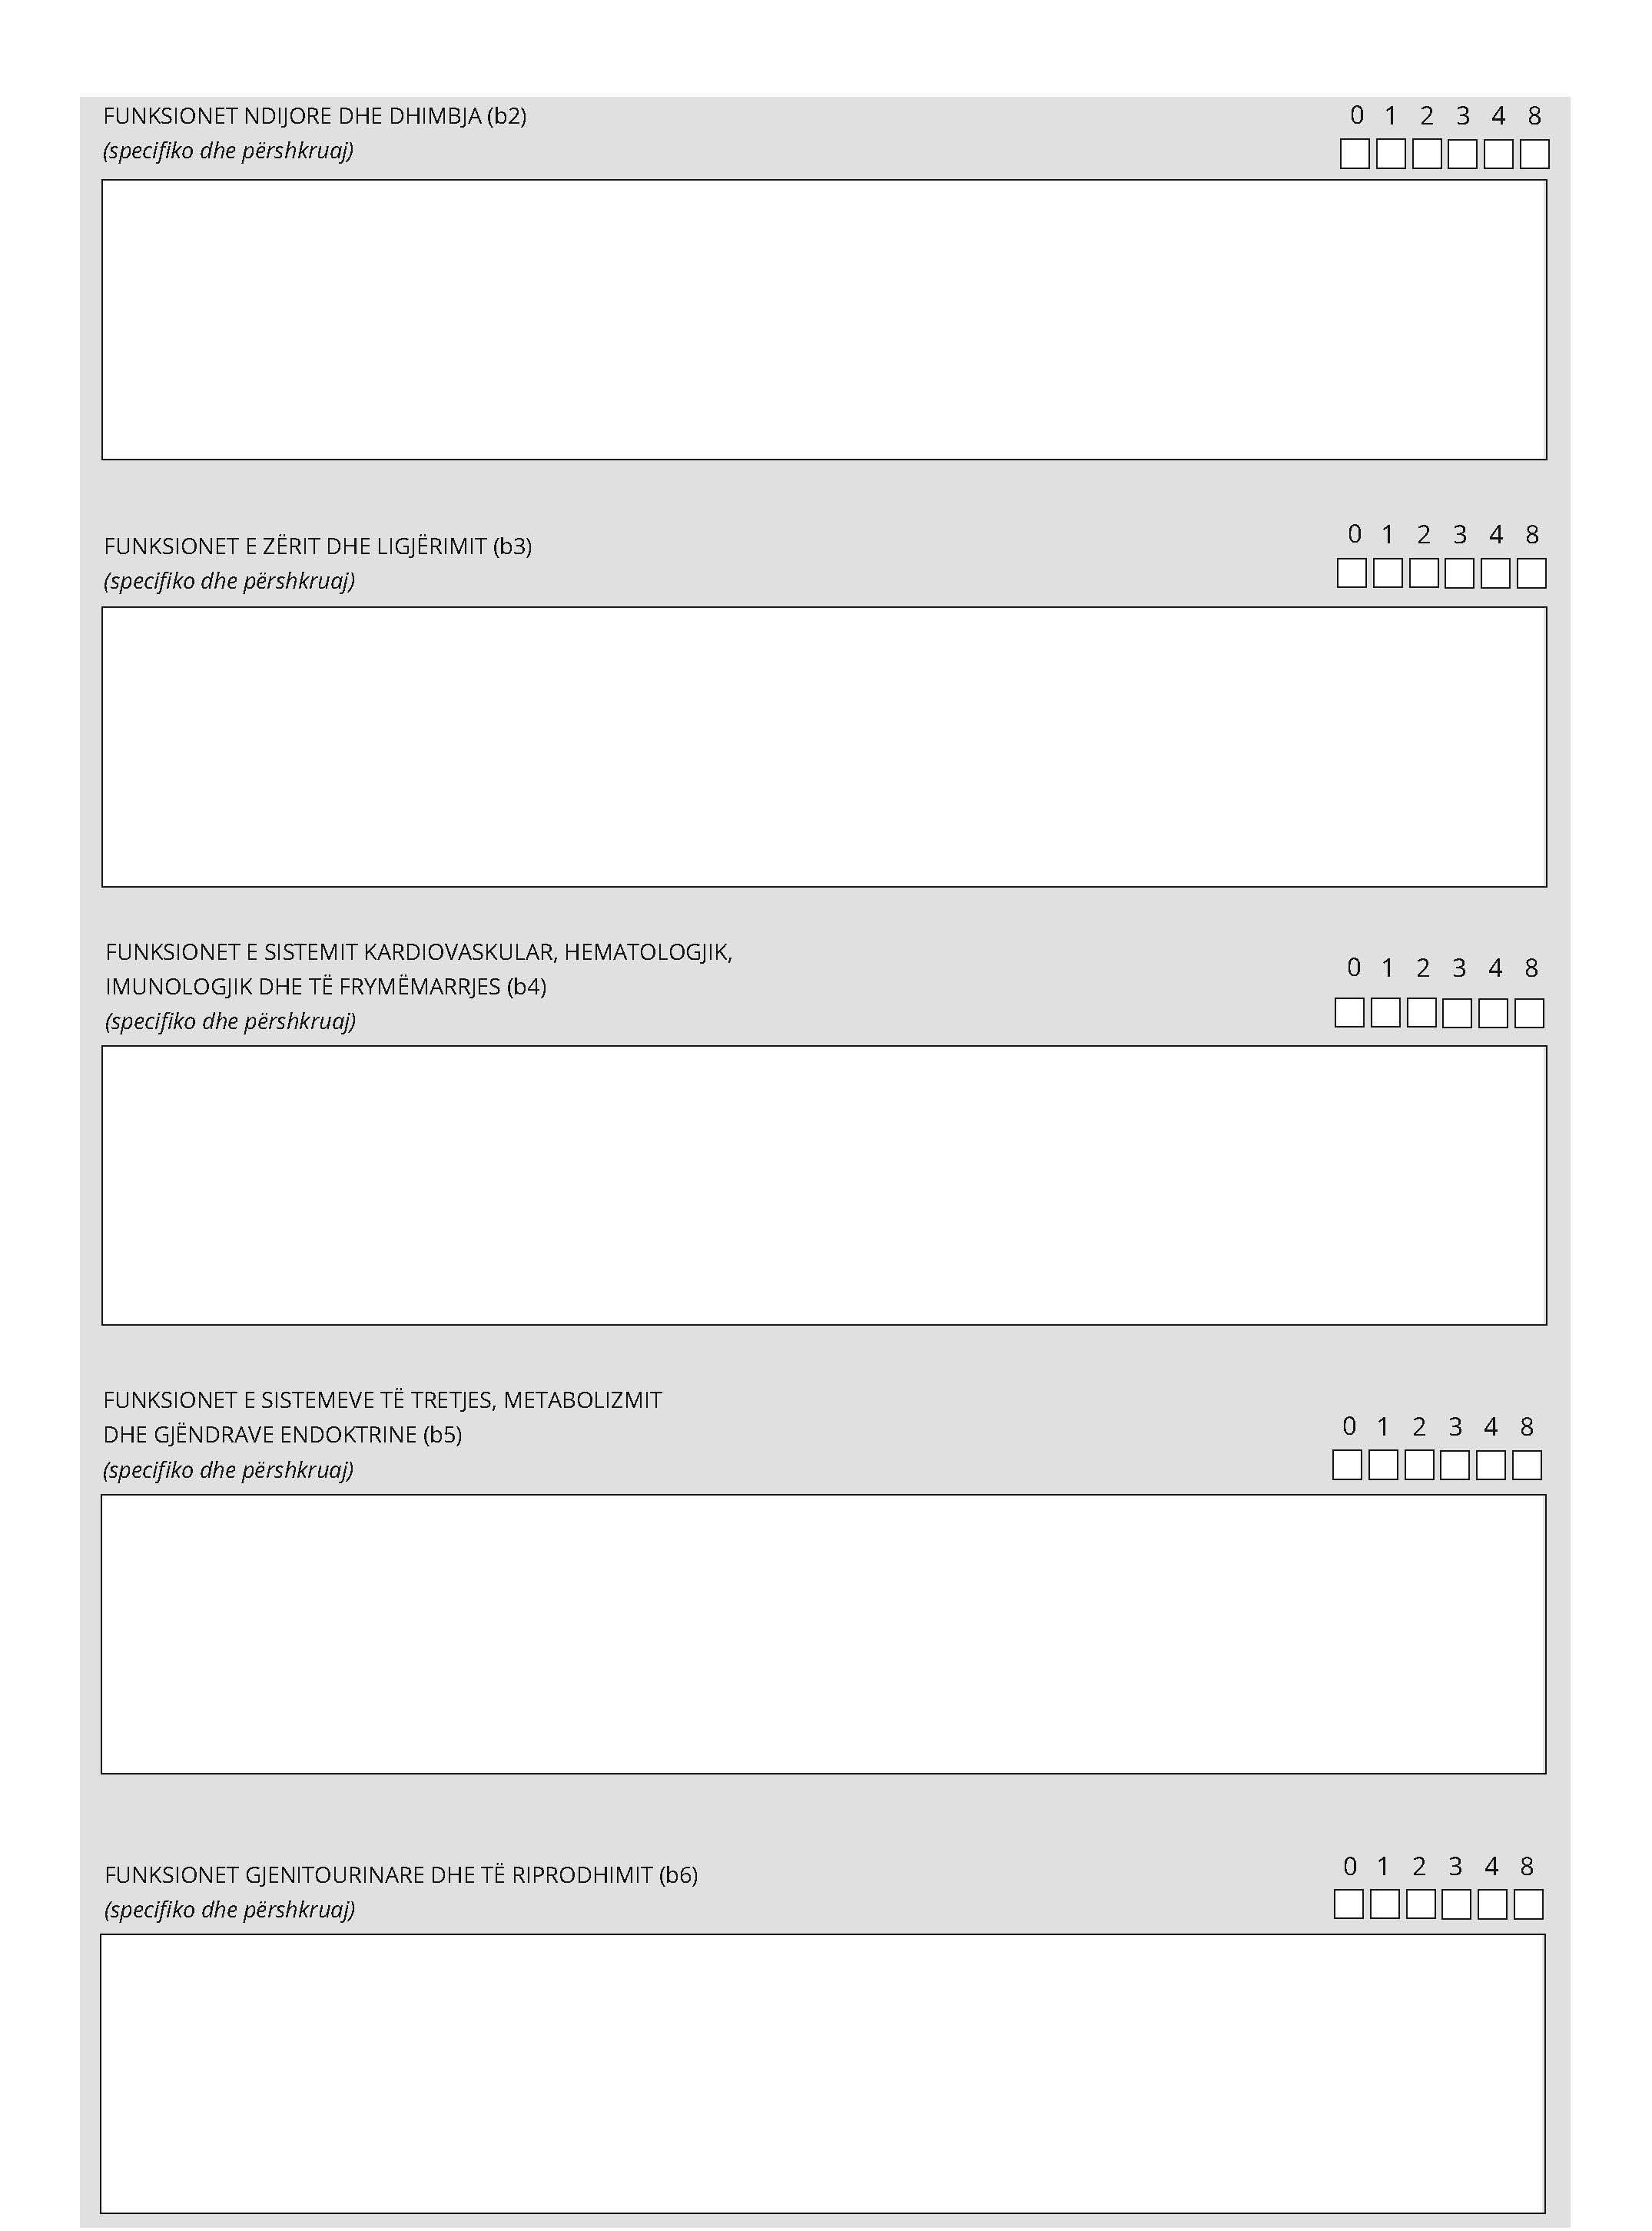 FUNKSIONET NDIJORE DHE DHIMBJA (b2)
0 1 2 3 4 8
(specifiko dhe përshkruaj)
FUNKSIONET E ZËRIT DHE LIGJËRIMIT (b3)
0 1 2 3 4 8
(specifiko dhe përshkruaj)
FUNKSIONET E SISTEMIT KARDIOVASKULAR, HEMATOLOGJIK,
IMUNOLOGJIK DHE TË FRYMËMARRJES (b4)
0 1 2 3 4 8
(specifiko dhe përshkruaj)
FUNKSIONET E SISTEMEVE TË TRETJES, METABOLIZMIT
DHE GJËNDRAVE ENDOKTRINE (b5)
0 1 2 3 4 8
(specifiko dhe përshkruaj)
FUNKSIONET GJENITOURINARE DHE TË RIPRODHIMIT (b6)
0 1 2 3 4 8
(specifiko dhe përshkruaj)